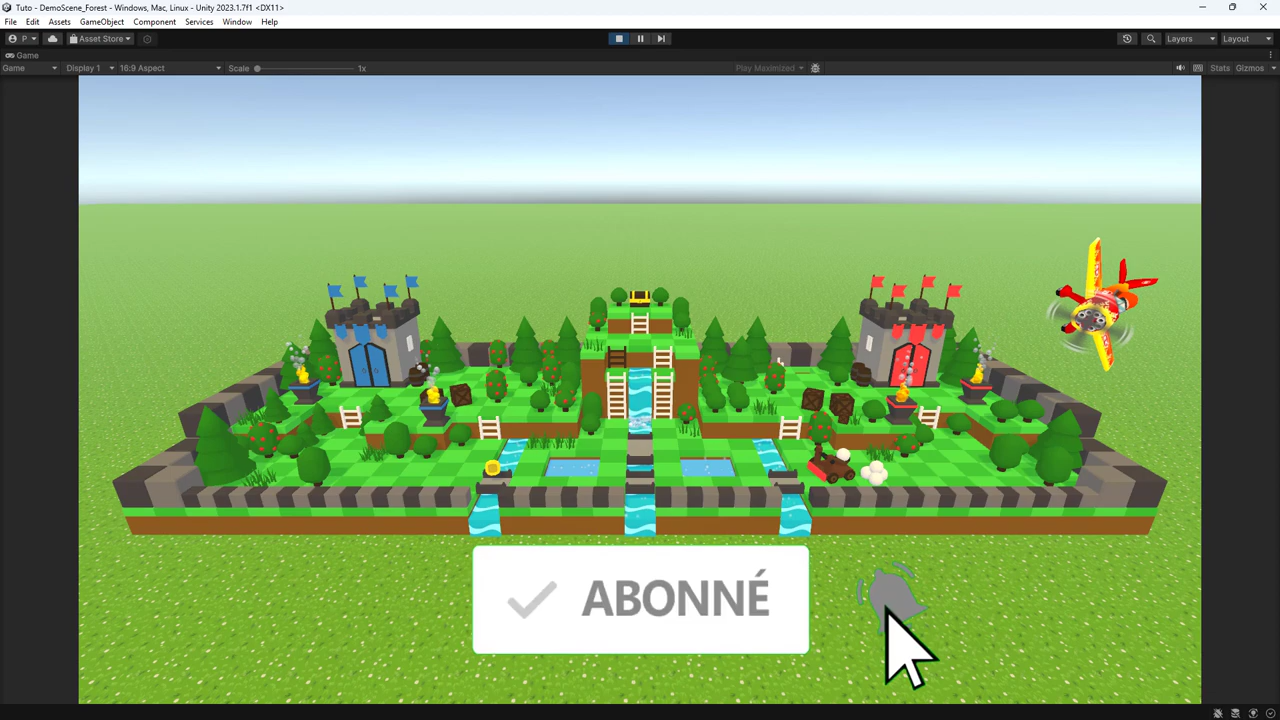 Tuto - DemoScene_Forest - Windows, Mac, Linux - Unity 2023.1.7f1 <DX11>
File Edit Assets GameObject Component Services Window Help
P Asset Store Layers Layout
Game
Game Display 1 16:9 Aspect Scale 1x Play Maximized Stats Gizmos
ABONNÉ